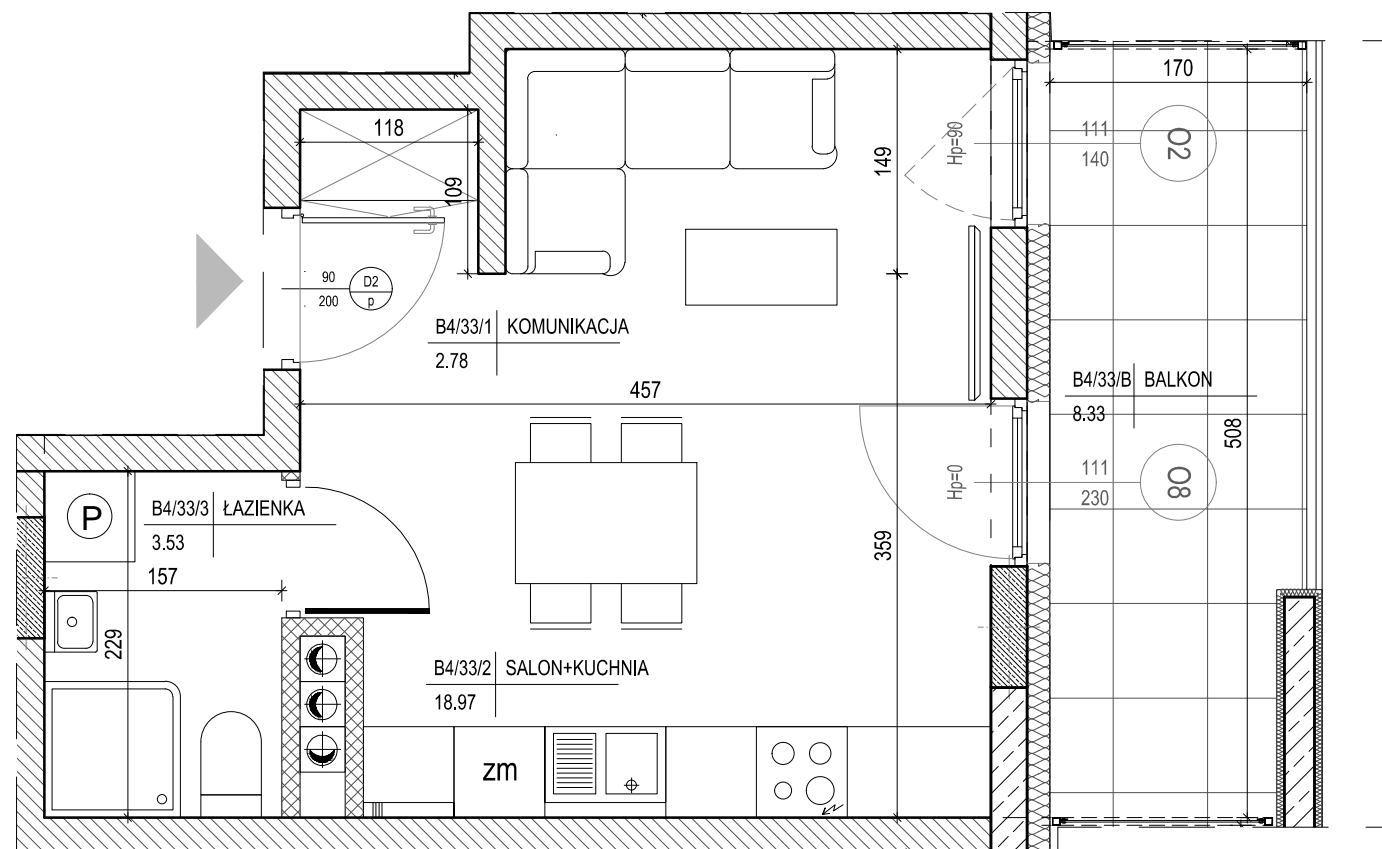 170
118
Hp=90
111
140
O2
149
109
90
200
D2
p
B4/33/1 KOMUNIKACJA
2.78
457
B4/33/B BALKON
8.33
508
Hp=0
111
230
O8
P
B4/33/3 ŁAZIENKA
3.53
157
359
229
B4/33/2 SALON+KUCHNIA
18.97
zm